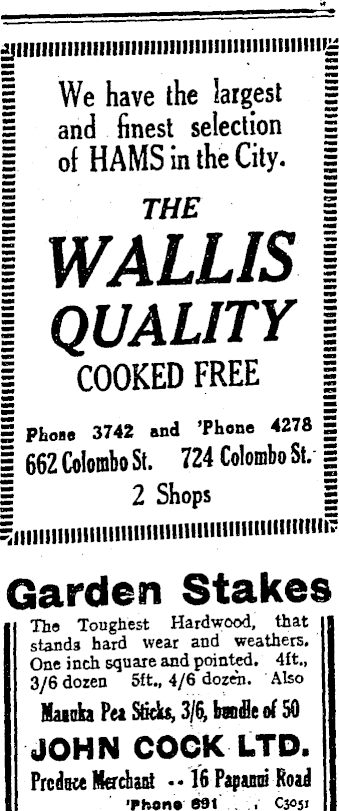 We have the largest
and finest selection
of HAMS in the City.
THE
WALLIS
QUALITY
COOKED FREE
Phone 3742 and 'Phone 4278
662 Colombo St. 724 Colombo St.
2 Shops
Garden Stakes
The Toughest Hardwood, that
stands hard wear and weathers.
One inch square and pointed. 4ft.,
3/6 dozen 5ft., 4/6 dozen. Also
Manuka Pea Sticks, 3/6, bundle of 50
JOHN COCK LTD.
Produce Merchant -- 16 Papanui Road
'Phone 691 C3051